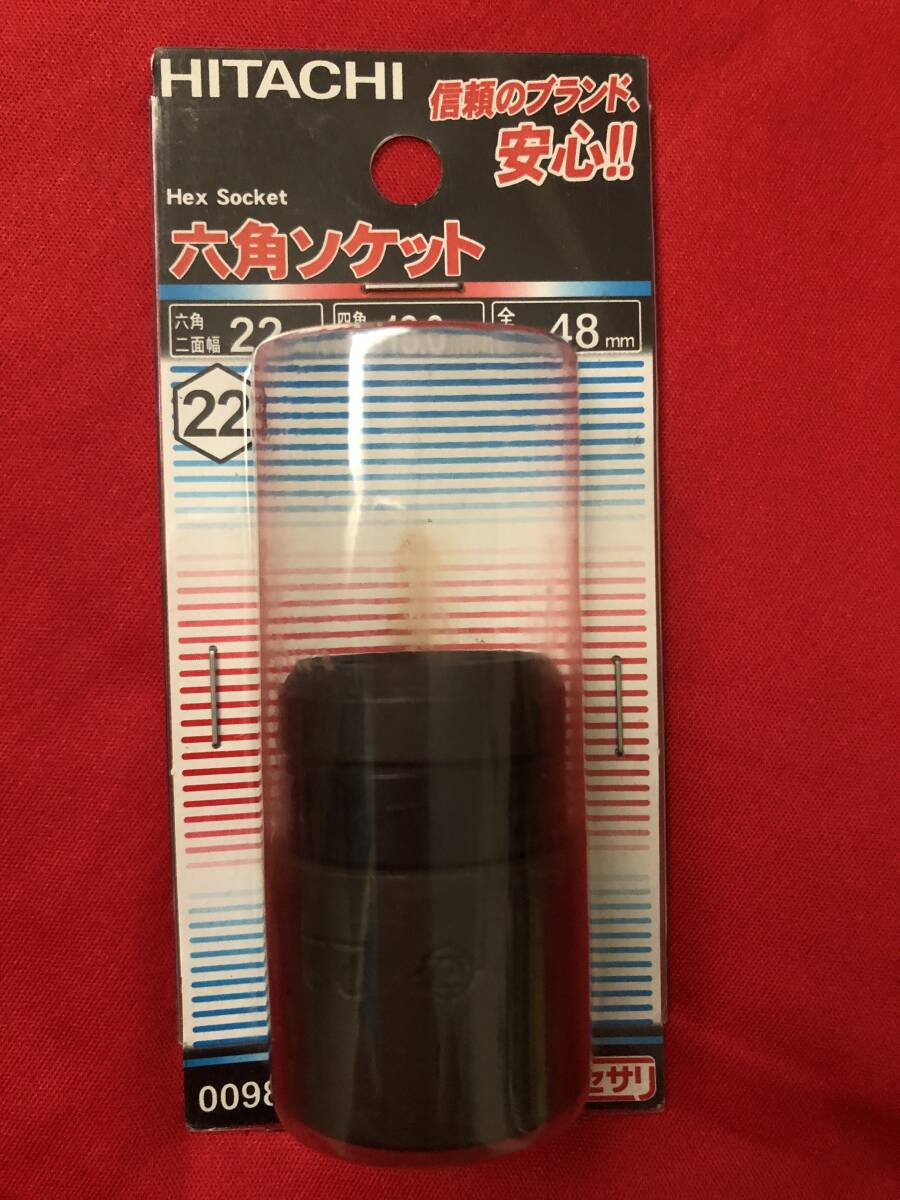 HITACHI
信頼のブランド、
安心!!
Hex Socket
六角ソケット
六角
二面幅 22
四角
全
48 mm
22
0098
セサリ